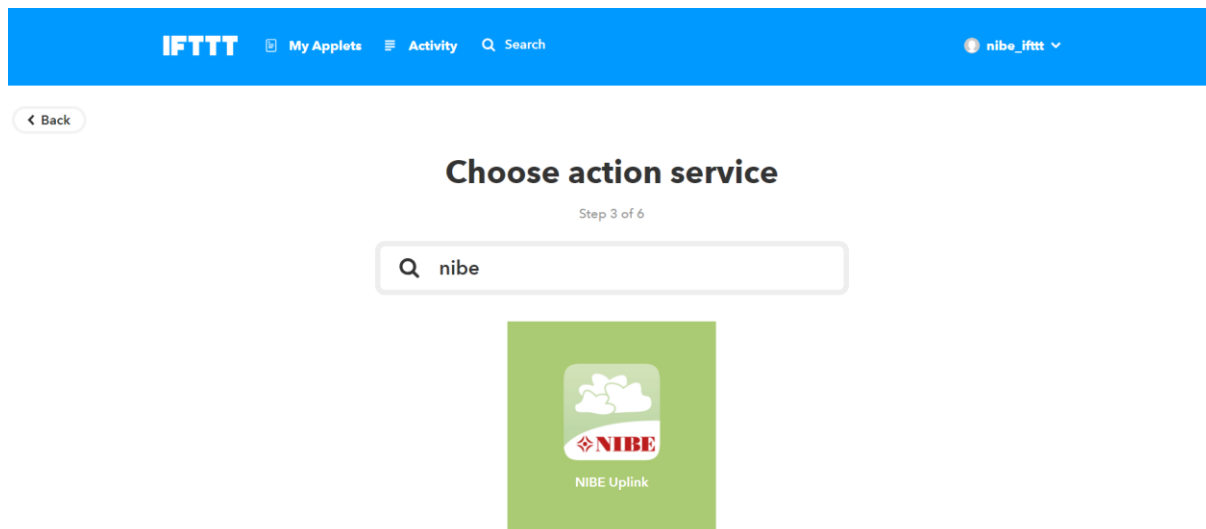 IFTTT My Applets Activity Search nibe_ifttt
Back
Choose action service
Step 3 of 6
nibe
NIBE
NIBE Uplink